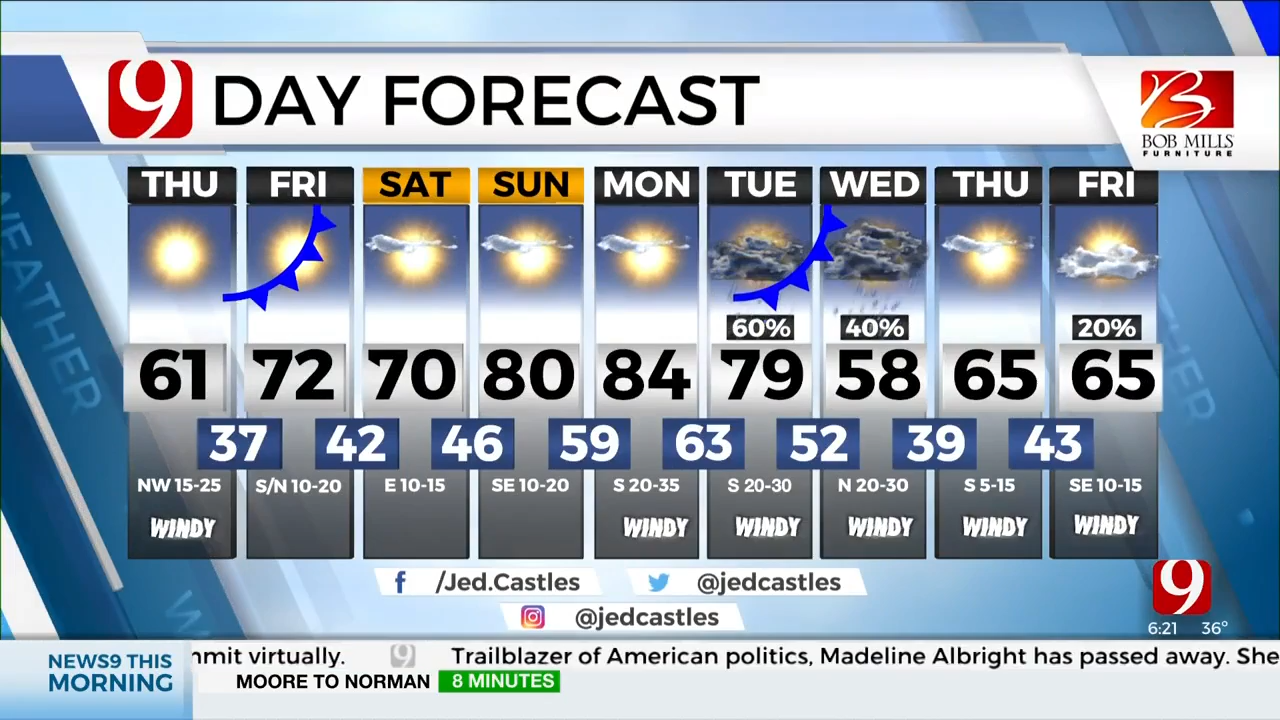 9 DAY FORECAST
BOB MILLS
FURNITURE
THU FRI SAT SUN MON TUE WED THU FRI
60% 40% 20%
61 72 70 80 84 79 58 65 65
37 42 46 59 63 52 39 43
NW 15-25 S/N 10-20 E 10-15 SE 10-20 S 20-35 S 20-30 N 20-30 S 5-15 SE 10-15
WINDY WINDY WINDY WINDY WINDY WINDY
/Jed.Castles @jedcastles
@jedcastles
9
6:21 36°
NEWS9 THIS
MORNING
mmit virtually. 9 Trailblazer of American politics, Madeline Albright has passed away. She
MOORE TO NORMAN 8 MINUTES
WEATHER